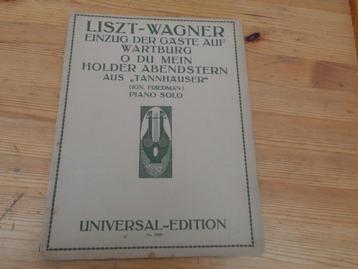 LISZT-WAGNER
EINZUG DER GÄSTE AUF
WARTBURG
O DU MEIN
HOLDER ABENDSTERN
AUS „TANNHÄUSER"
(IGN. FRIEDMAN)
PIANO SOLO
UNIVERSAL-EDITION
No.